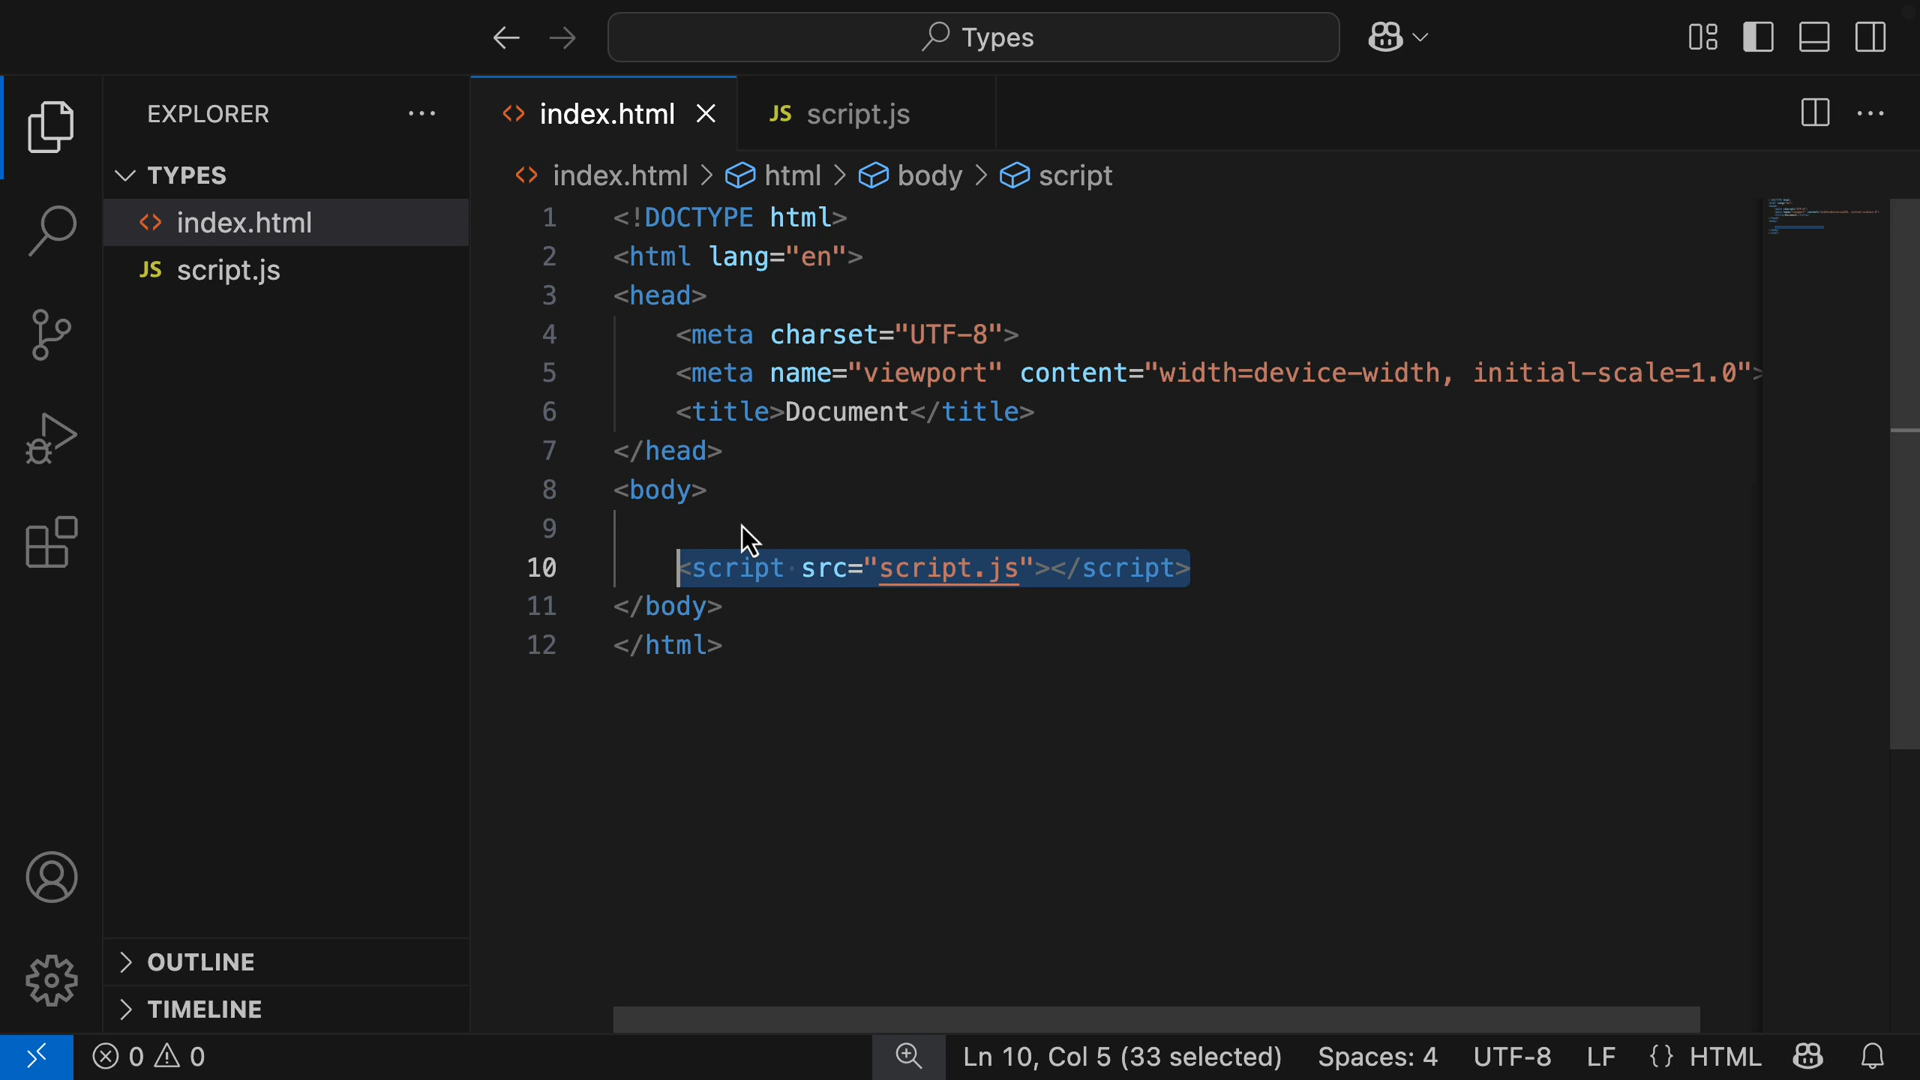 Types
EXPLORER
index.html
JS script.js
TYPES
index.html
JS script.js
index.html > html > body > script
1 <!DOCTYPE html>
2 <html lang="en">
3 <head>
4 <meta charset="UTF-8">
5 <meta name="viewport" content="width=device-width, initial-scale=1.0">
6 <title>Document</title>
7 </head>
8 <body>
9
10 <script src="script.js"></script>
11 </body>
12 </html>
OUTLINE
TIMELINE
0 0
Ln 10, Col 5 (33 selected)
Spaces: 4
UTF-8
LF
{} HTML